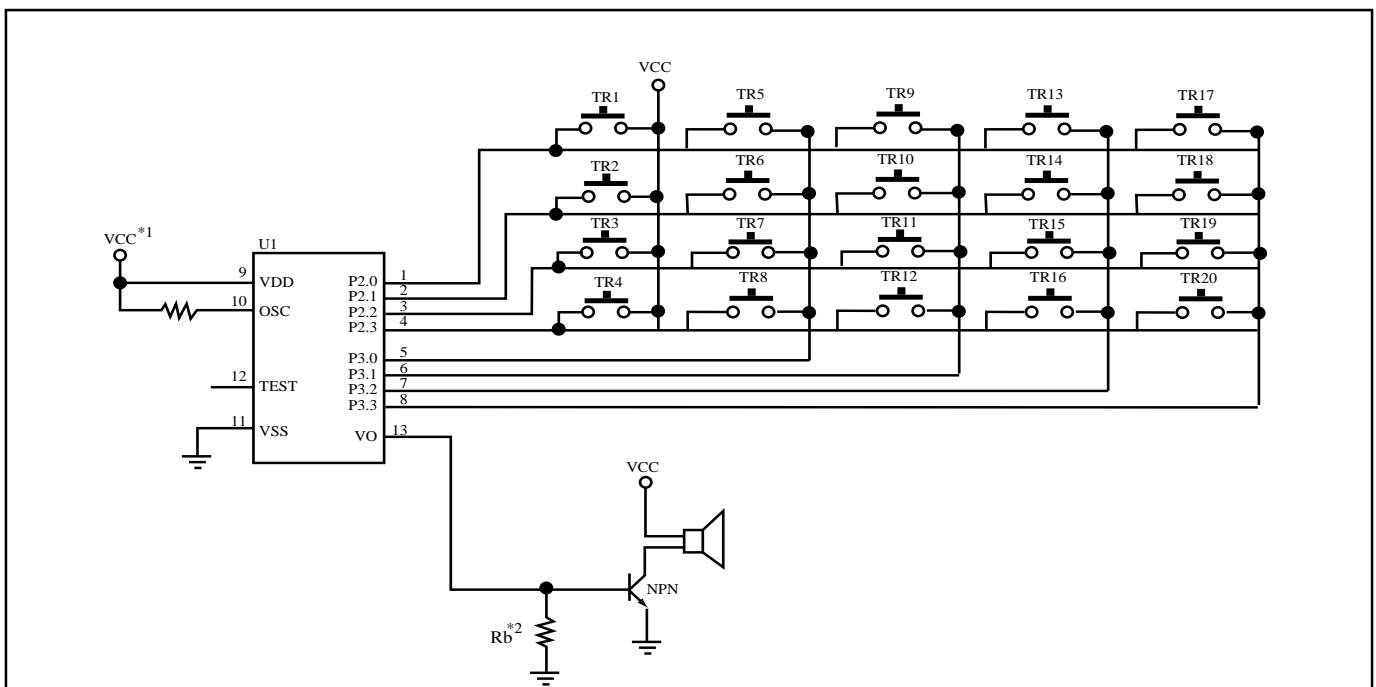 VCC
TR1 TR5 TR9 TR13 TR17
TR2 TR6 TR10 TR14 TR18
TR3 TR7 TR11 TR15 TR19
TR4 TR8 TR12 TR16 TR20
VCC*1
U1
9 VDD P2.0 1
P2.1 2
10 OSC P2.2 3
P2.3 4
P3.0 5
P3.1 6
12 TEST P3.2 7
P3.3 8
11 VSS VO 13
VCC
NPN
Rb*2